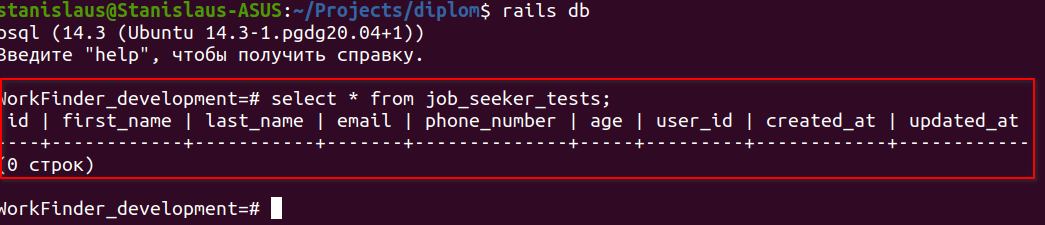 stanislaus@Stanislaus-ASUS:~/Projects/diplom$ rails db
psql (14.3 (Ubuntu 14.3-1.pgdg20.04+1))
Введите "help", чтобы получить справку.
WorkFinder_development=# select * from job_seeker_tests;
id | first_name | last_name | email | phone_number | age | user_id | created_at | updated_at
----+------------+-----------+-------+--------------+-----+---------+------------+------------
(0 строк)
WorkFinder_development=#